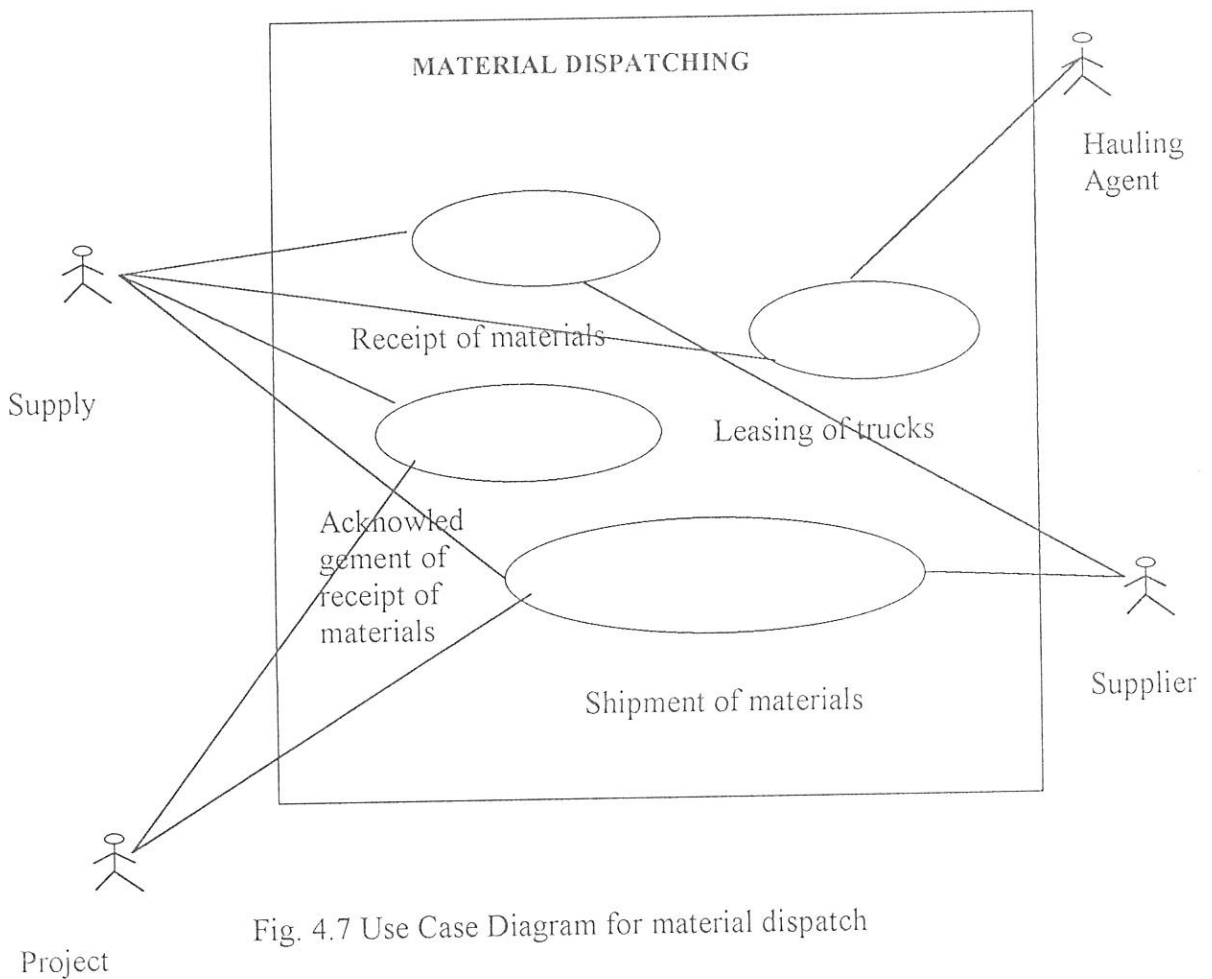 MATERIAL DISPATCHING
Hauling
Agent
Receipt of materials
Supply
Leasing of trucks
Acknowled
gement of
receipt of
materials
Shipment of materials
Supplier
Fig. 4.7 Use Case Diagram for material dispatch
Project